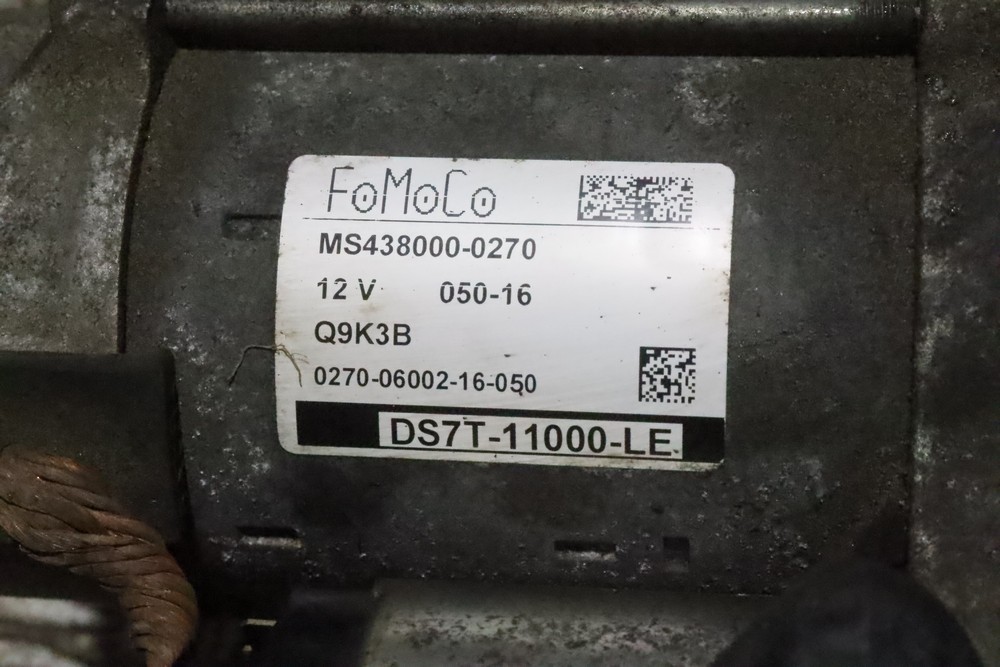 FoMoCo
MS438000-0270
12 V 050-16
Q9K3B
0270-06002-16-050
DS7T-11000-LE